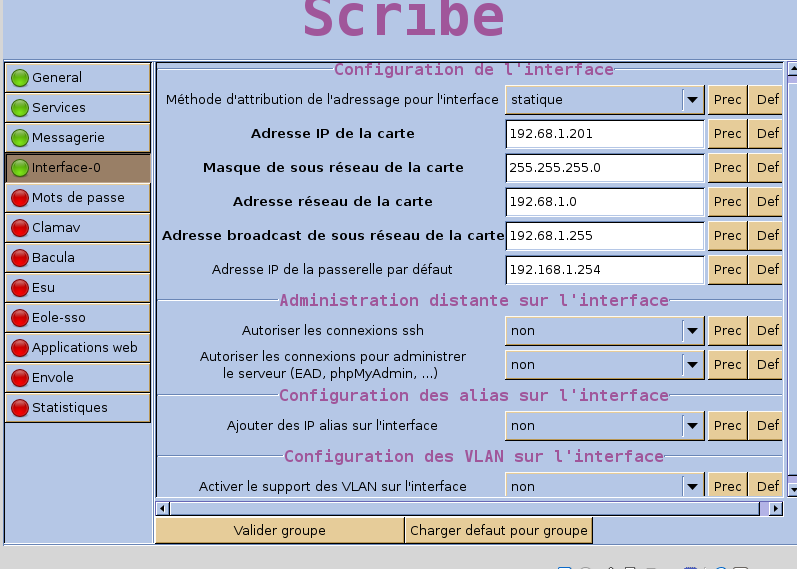 Scribe
General
Services
Messagerie
Interface-0
Mots de passe
Clamav
Bacula
Esu
Eole-sso
Applications web
Envole
Statistiques
Configuration de l'interface
Méthode d'attribution de l'adressage pour l'interface statique Prec Def
Adresse IP de la carte 192.68.1.201 Prec Def
Masque de sous réseau de la carte 255.255.255.0 Prec Def
Adresse réseau de la carte 192.68.1.0 Prec Def
Adresse broadcast de sous réseau de la carte 192.68.1.255 Prec Def
Adresse IP de la passerelle par défaut 192.168.1.254 Prec Def
Administration distante sur l'interface
Autoriser les connexions ssh non Prec Def
Autoriser les connexions pour administrer
le serveur (EAD, phpMyAdmin, ...) non Prec Def
Configuration des alias sur l'interface
Ajouter des IP alias sur l'interface non Prec Def
Configuration des VLAN sur l'interface
Activer le support des VLAN sur l'interface non Prec Def
Valider groupe Charger defaut pour groupe